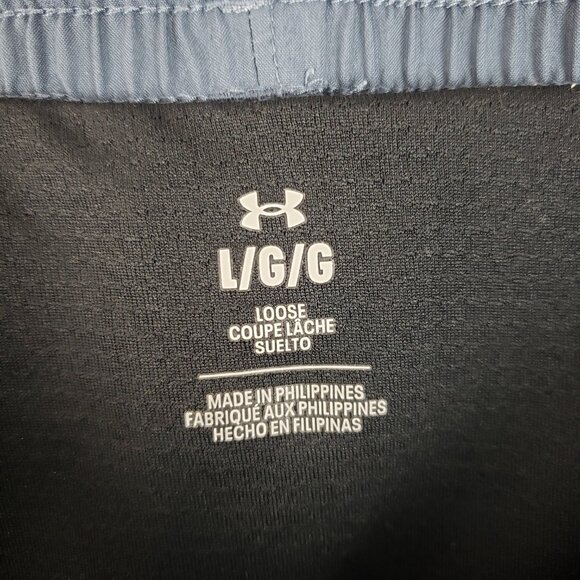 L/G/G
LOOSE
COUPE LÂCHE
SUELTO
MADE IN PHILIPPINES
FABRIQUÉ AUX PHILIPPINES
HECHO EN FILIPINAS